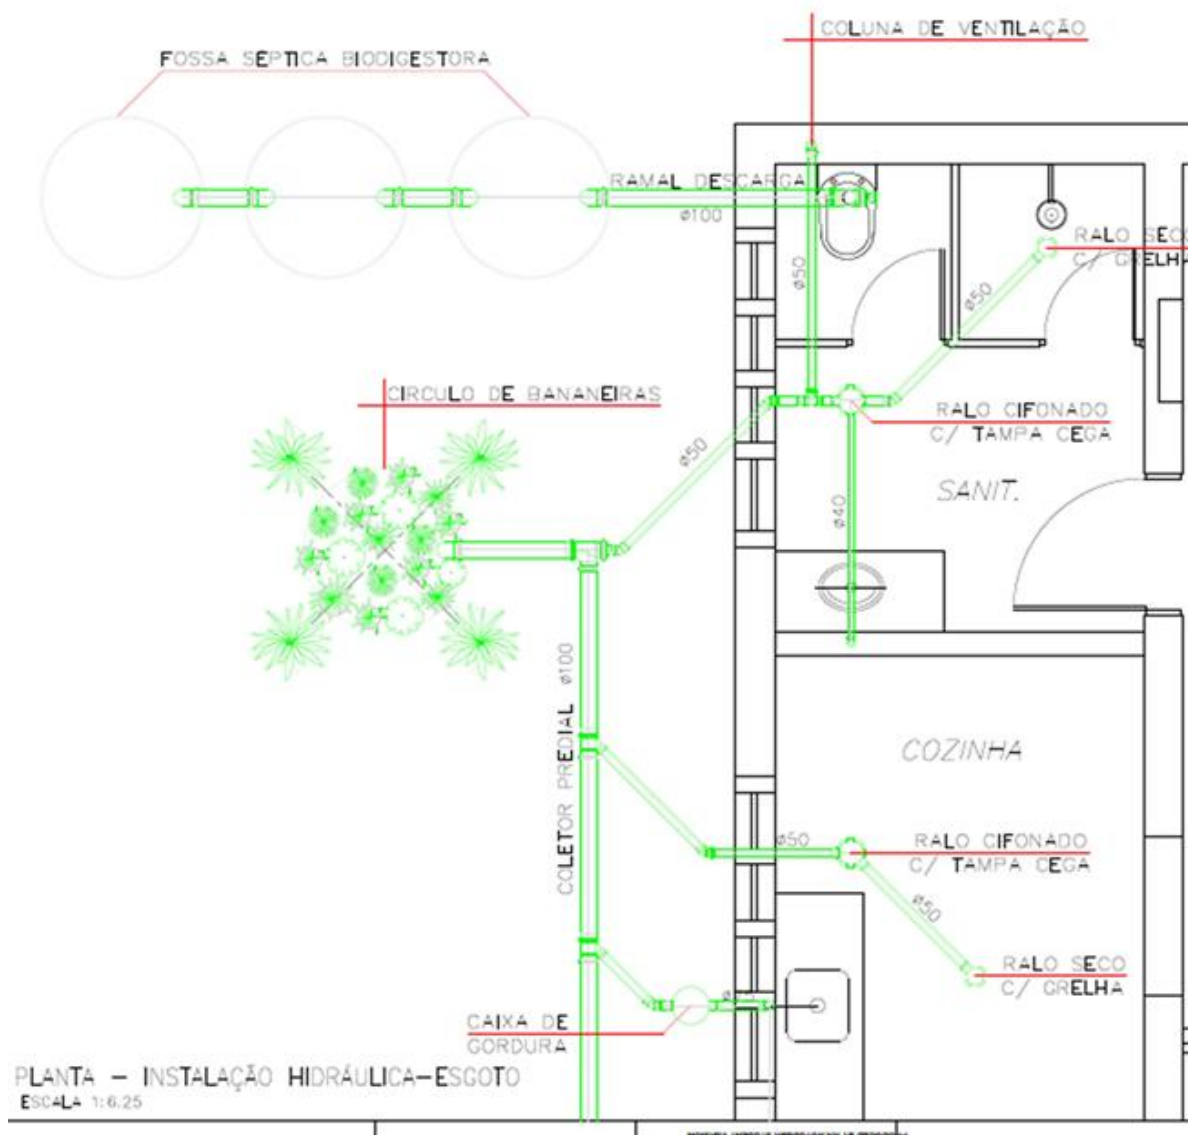 COLUNA DE VENTILAÇÃO
FOSSA SÉPTICA BIODIGESTORA
RAMAL DESCARGA
ø100
ø50
RALO SECO
C/ GRELHA
ø50
CIRCULO DE BANANEIRAS
RALO CIFONADO
C/ TAMPA CEGA
ø50
SANIT.
ø40
COLETOR PREDIAL ø100
COZINHA
ø50
RALO CIFONADO
C/ TAMPA CEGA
ø50
RALO SECO
C/ GRELHA
CAIXA DE
GORDURA
PLANTA - INSTALAÇÃO HIDRÁULICA-ESGOTO
ESCALA 1:6.25